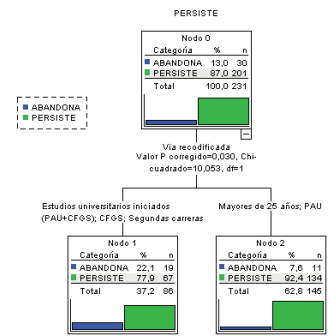 PERSISTE
Nodo 0
Categoría % n
ABANDONA 13,0 30
PERSISTE 87,0 201
Total 100,0 231
ABANDONA
PERSISTE
Via recodificada
Valor P corregido=0,030, Chi-
cuadrado=10,053, df=1
Estudios universitarios iniciados
(PAU+CFGS); CFGS; Segundas carreras
Mayores de 25 años; PAU
Nodo 1
Categoría % n
ABANDONA 22,1 19
PERSISTE 77,9 67
Total 37,2 86
Nodo 2
Categoría % n
ABANDONA 7,6 11
PERSISTE 92,4 134
Total 62,8 145